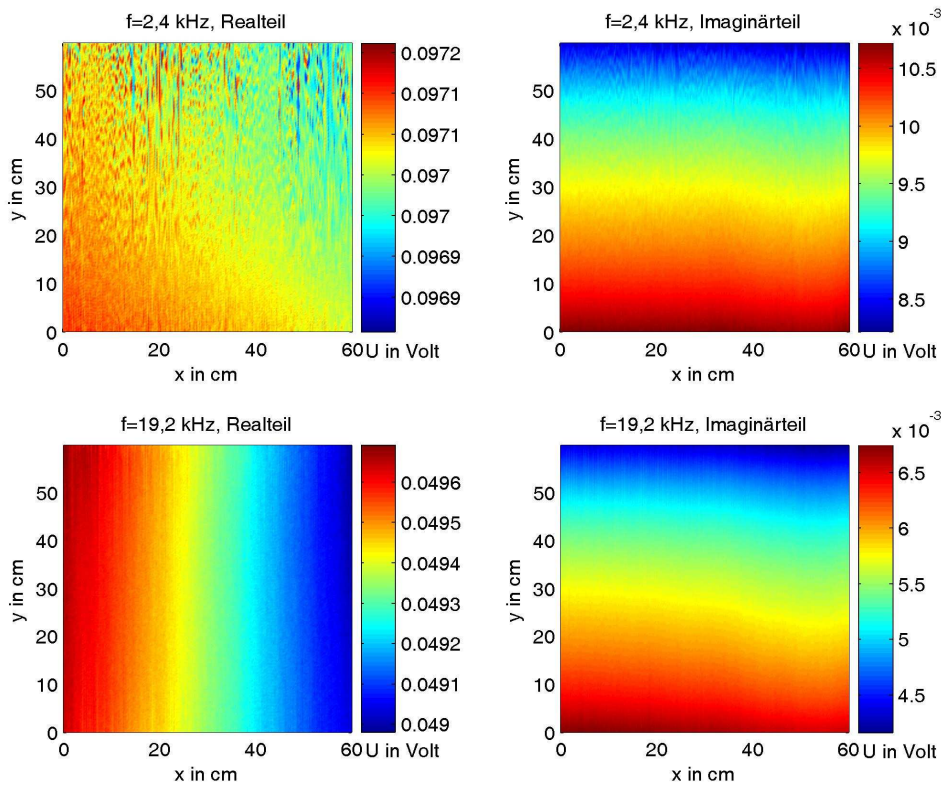 f=2,4 kHz, Realteil
y in cm
50
40
30
20
10
0
0 20 40 60
x in cm
0.0972
0.0971
0.0971
0.097
0.097
0.0969
0.0969
U in Volt
f=2,4 kHz, Imaginärteil
y in cm
50
40
30
20
10
0
0 20 40 60
x in cm
x 10⁻³
10.5
10
9.5
9
8.5
U in Volt
f=19,2 kHz, Realteil
y in cm
50
40
30
20
10
0
0 20 40 60
x in cm
0.0496
0.0495
0.0494
0.0493
0.0492
0.0491
0.049
U in Volt
f=19,2 kHz, Imaginärteil
y in cm
50
40
30
20
10
0
0 20 40 60
x in cm
x 10⁻³
6.5
6
5.5
5
4.5
U in Volt